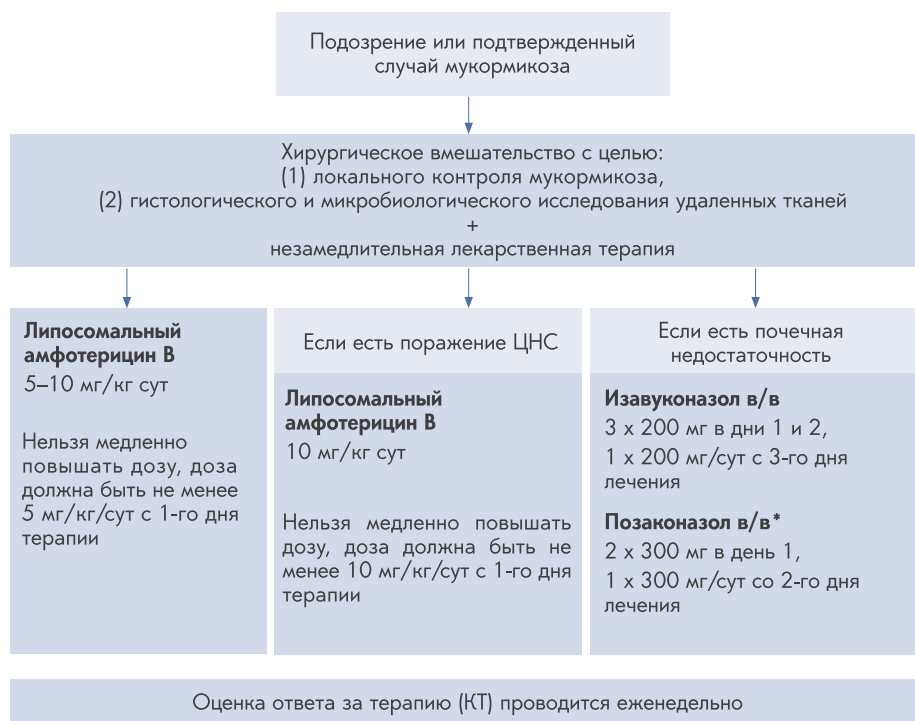 Подозрение или подтвержденный
случай мукормикоза
Хирургическое вмешательство с целью:
(1) локального контроля мукормикоза,
(2) гистологического и микробиологического исследования удаленных тканей
+
незамедлительная лекарственная терапия
Липосомальный
амфотерицин В
5–10 мг/кг сут
Нельзя медленно
повышать дозу, доза
должна быть не менее
5 мг/кг/сут с 1-го дня
терапии
Если есть поражение ЦНС
Липосомальный
амфотерицин В
10 мг/кг сут
Нельзя медленно повышать
дозу, доза должна быть не
менее 10 мг/кг/сут с 1-го дня
терапии
Если есть почечная
недостаточность
Изавуконазол в/в
3 х 200 мг в дни 1 и 2,
1 х 200 мг/сут с 3-го дня
лечения
Позаконазол в/в*
2 х 300 мг в день 1,
1 х 300 мг/сут со 2-го дня
лечения
Оценка ответа за терапию (КТ) проводится еженедельно